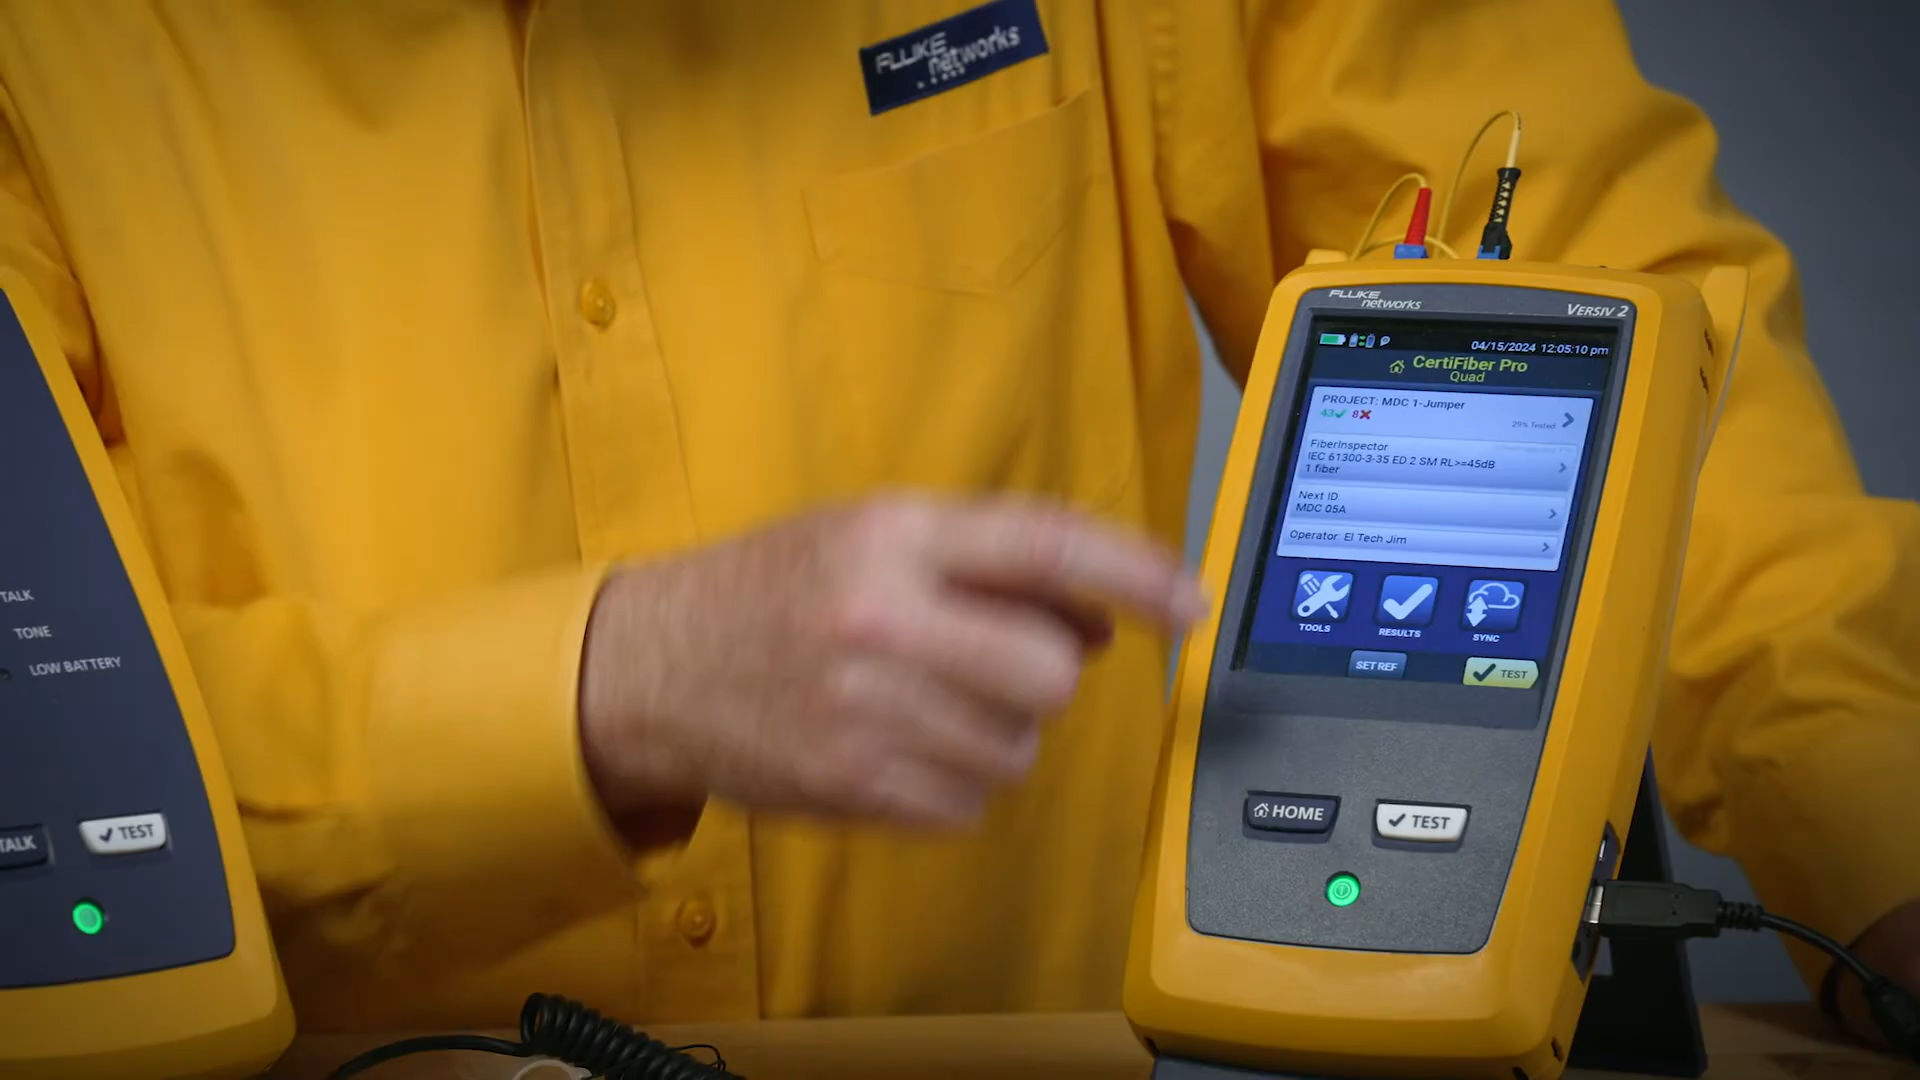 FLUKE
networks
FLUKE
networks
VERSIV 2
04/15/2024 12:05:10 pm
CertiFiber Pro
Quad
PROJECT: MDC 1-Jumper
43 8
29% Tested
FiberInspector
IEC 61300-3-35 ED 2 SM RL>=45dB
1 fiber
Next ID
MDC 05A
Operator El Tech Jim
TOOLS
RESULTS
SYNC
SET REF
TEST
HOME
TEST
TALK
TONE
LOW BATTERY
TALK
TEST